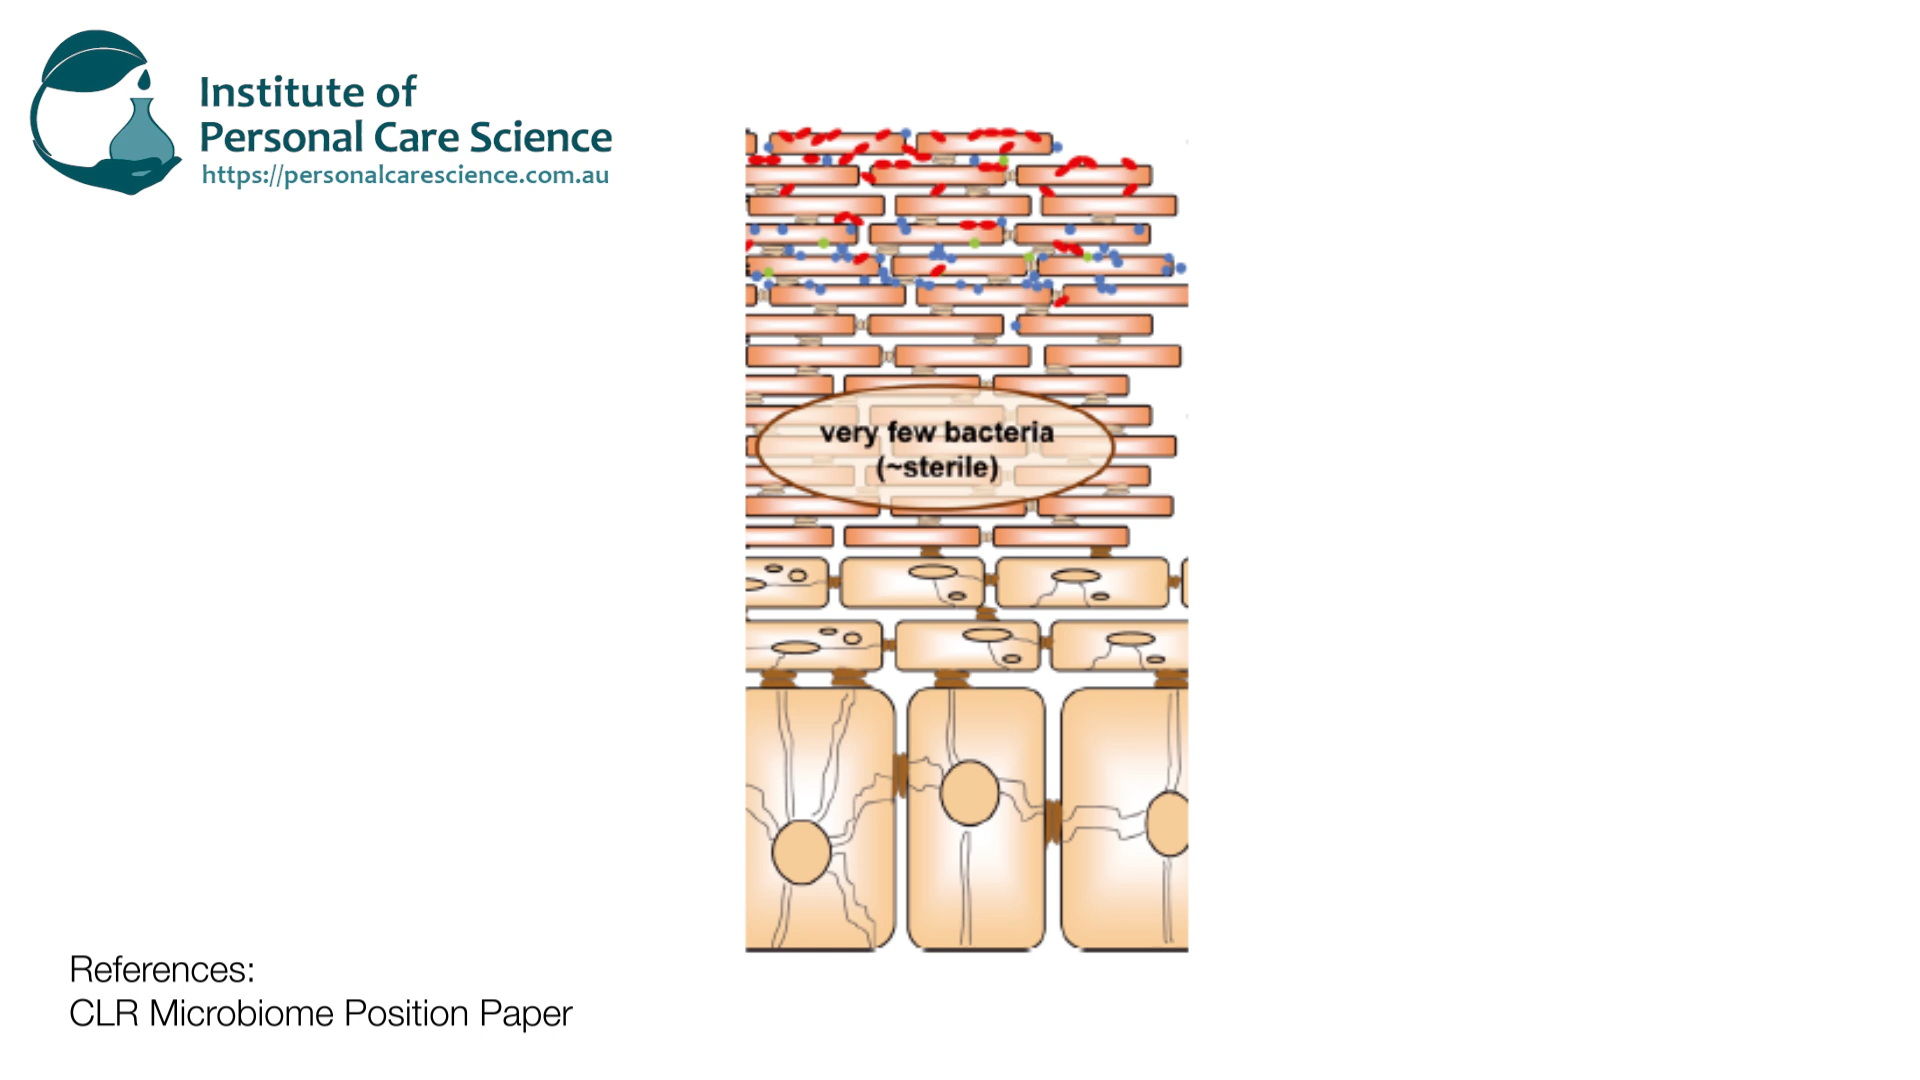 Institute of
Personal Care Science
https://personalcarescience.com.au
very few bacteria
(~sterile)
References:
CLR Microbiome Position Paper